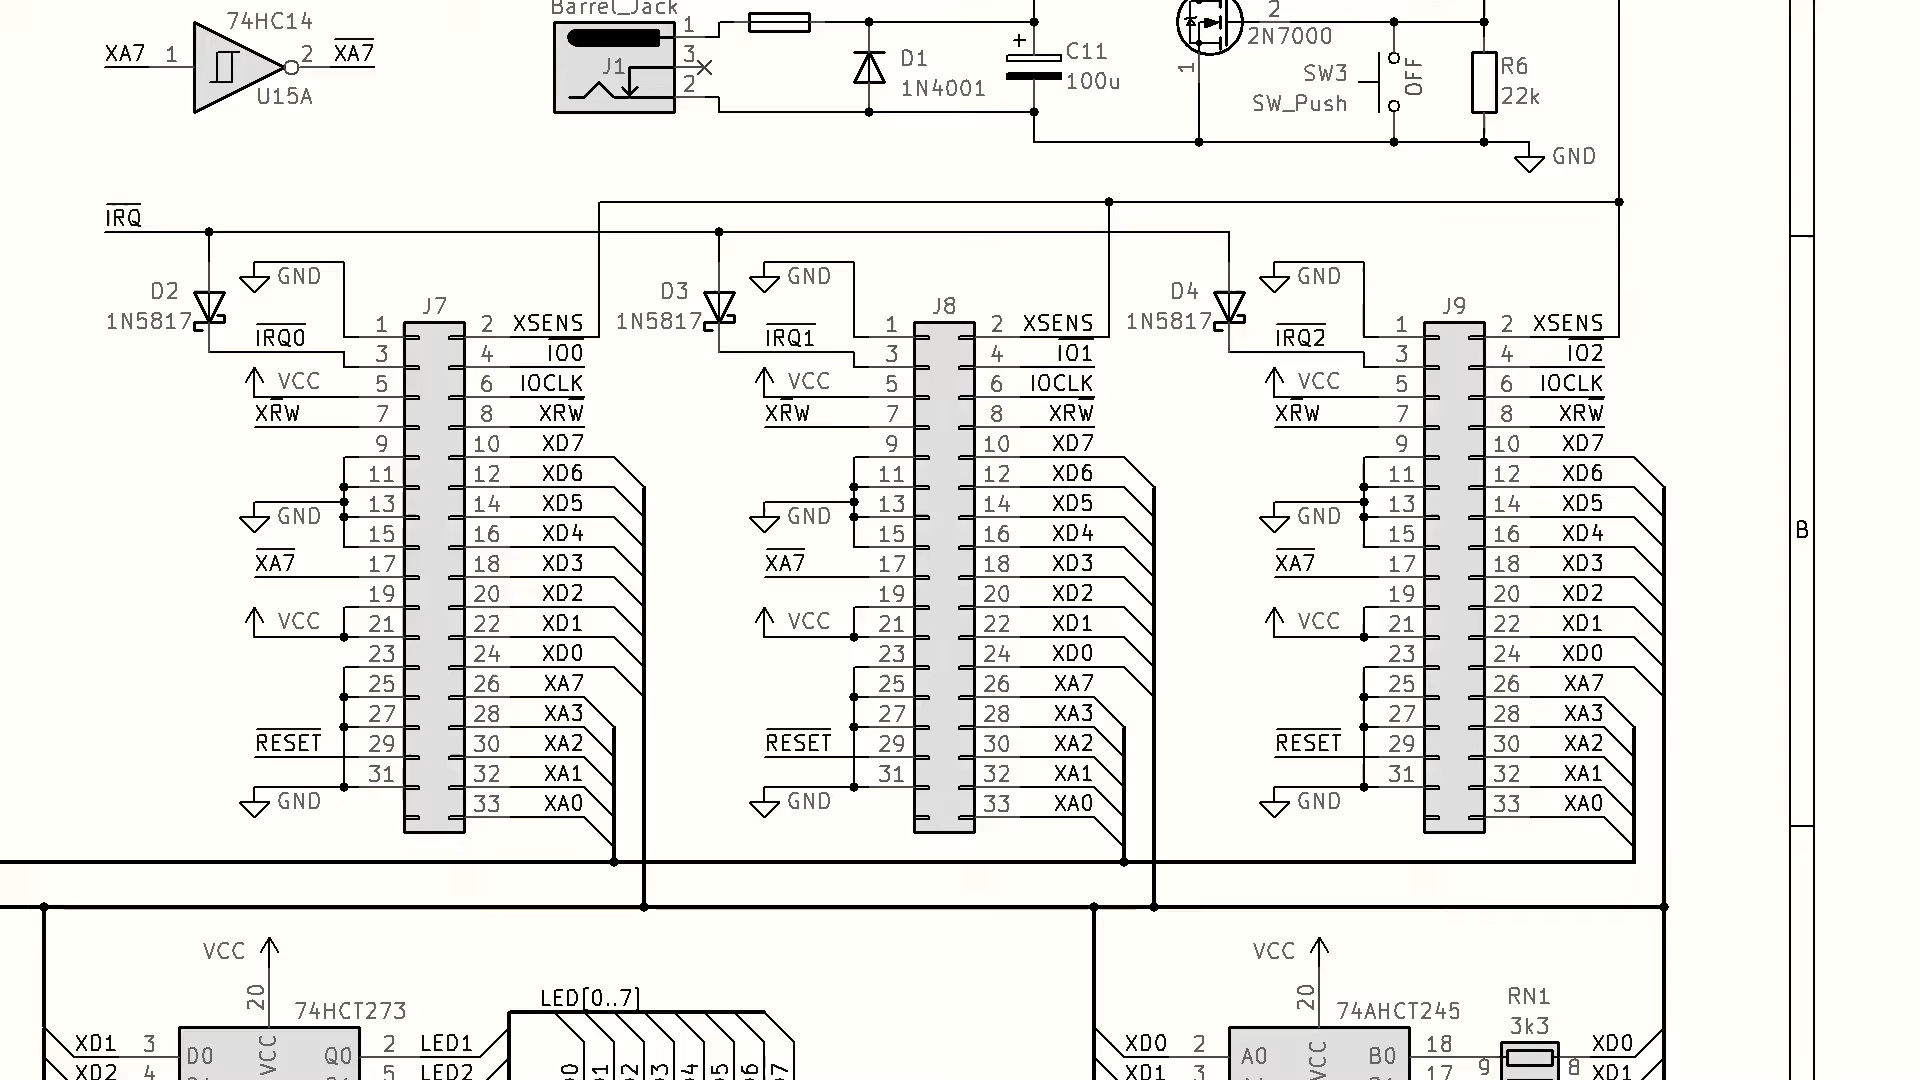 74HC14
XA7 1 2 XA7
U15A
Barrel_Jack
J1
1
3
2
D1
1N4001
+
C11
100u
2
2N7000
1
SW3
SW_Push
OFF
R6
22k
GND
IRQ
D2
1N5817
GND
IRQ0
J7
1 2 XSENS
3 4 IO0
VCC 5 6 IOCLK
XRW 7 8 XRW
9 10 XD7
11 12 XD6
GND 13 14 XD5
15 16 XD4
XA7 17 18 XD3
19 20 XD2
VCC 21 22 XD1
23 24 XD0
25 26 XA7
27 28 XA3
RESET 29 30 XA2
31 32 XA1
GND 33 XA0
D3
1N5817
GND
IRQ1
J8
1 2 XSENS
3 4 IO1
VCC 5 6 IOCLK
XRW 7 8 XRW
9 10 XD7
11 12 XD6
GND 13 14 XD5
15 16 XD4
XA7 17 18 XD3
19 20 XD2
VCC 21 22 XD1
23 24 XD0
25 26 XA7
27 28 XA3
RESET 29 30 XA2
31 32 XA1
GND 33 XA0
D4
1N5817
GND
IRQ2
J9
1 2 XSENS
3 4 IO2
VCC 5 6 IOCLK
XRW 7 8 XRW
9 10 XD7
11 12 XD6
GND 13 14 XD5
15 16 XD4
XA7 17 18 XD3
19 20 XD2
VCC 21 22 XD1
23 24 XD0
25 26 XA7
27 28 XA3
RESET 29 30 XA2
31 32 XA1
GND 33 XA0
B
VCC
20
74HCT273
XD1 3 D0 VCC Q0 2 LED1
XD2 4 5 LED2
LED[0..7]
0 1 2 3 4 5 6 7
VCC
20
74AHCT245
RN1
3k3
XD0 2 A0 VCC B0 18 9 8 XD0
XD1 3 17 XD1